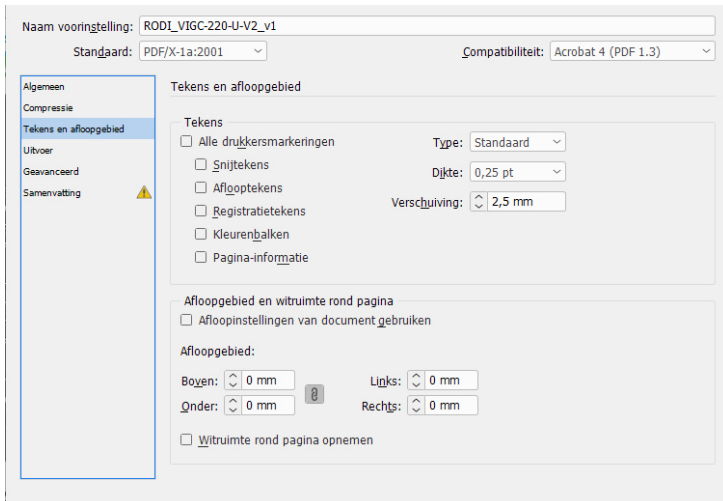 Naam voorinstelling: RODI_VIGC-220-U-V2_v1
Standaard: PDF/X-1a:2001 Compatibiliteit: Acrobat 4 (PDF 1.3)
Algemeen
Compressie
Tekens en afloopgebied
Uitvoer
Geavanceerd
Samenvatting
Tekens en afloopgebied
Tekens
Alle drukkersmarkeringen Type: Standaard
Snijtekens Dikte: 0,25 pt
Aflooptekens Verschuiving: 2,5 mm
Registratietekens
Kleurenbalken
Pagina-informatie
Afloopgebied en witruimte rond pagina
Afloopinstellingen van document gebruiken
Afloopgebied:
Boven: 0 mm Links: 0 mm
Onder: 0 mm Rechts: 0 mm
Witruimte rond pagina opnemen